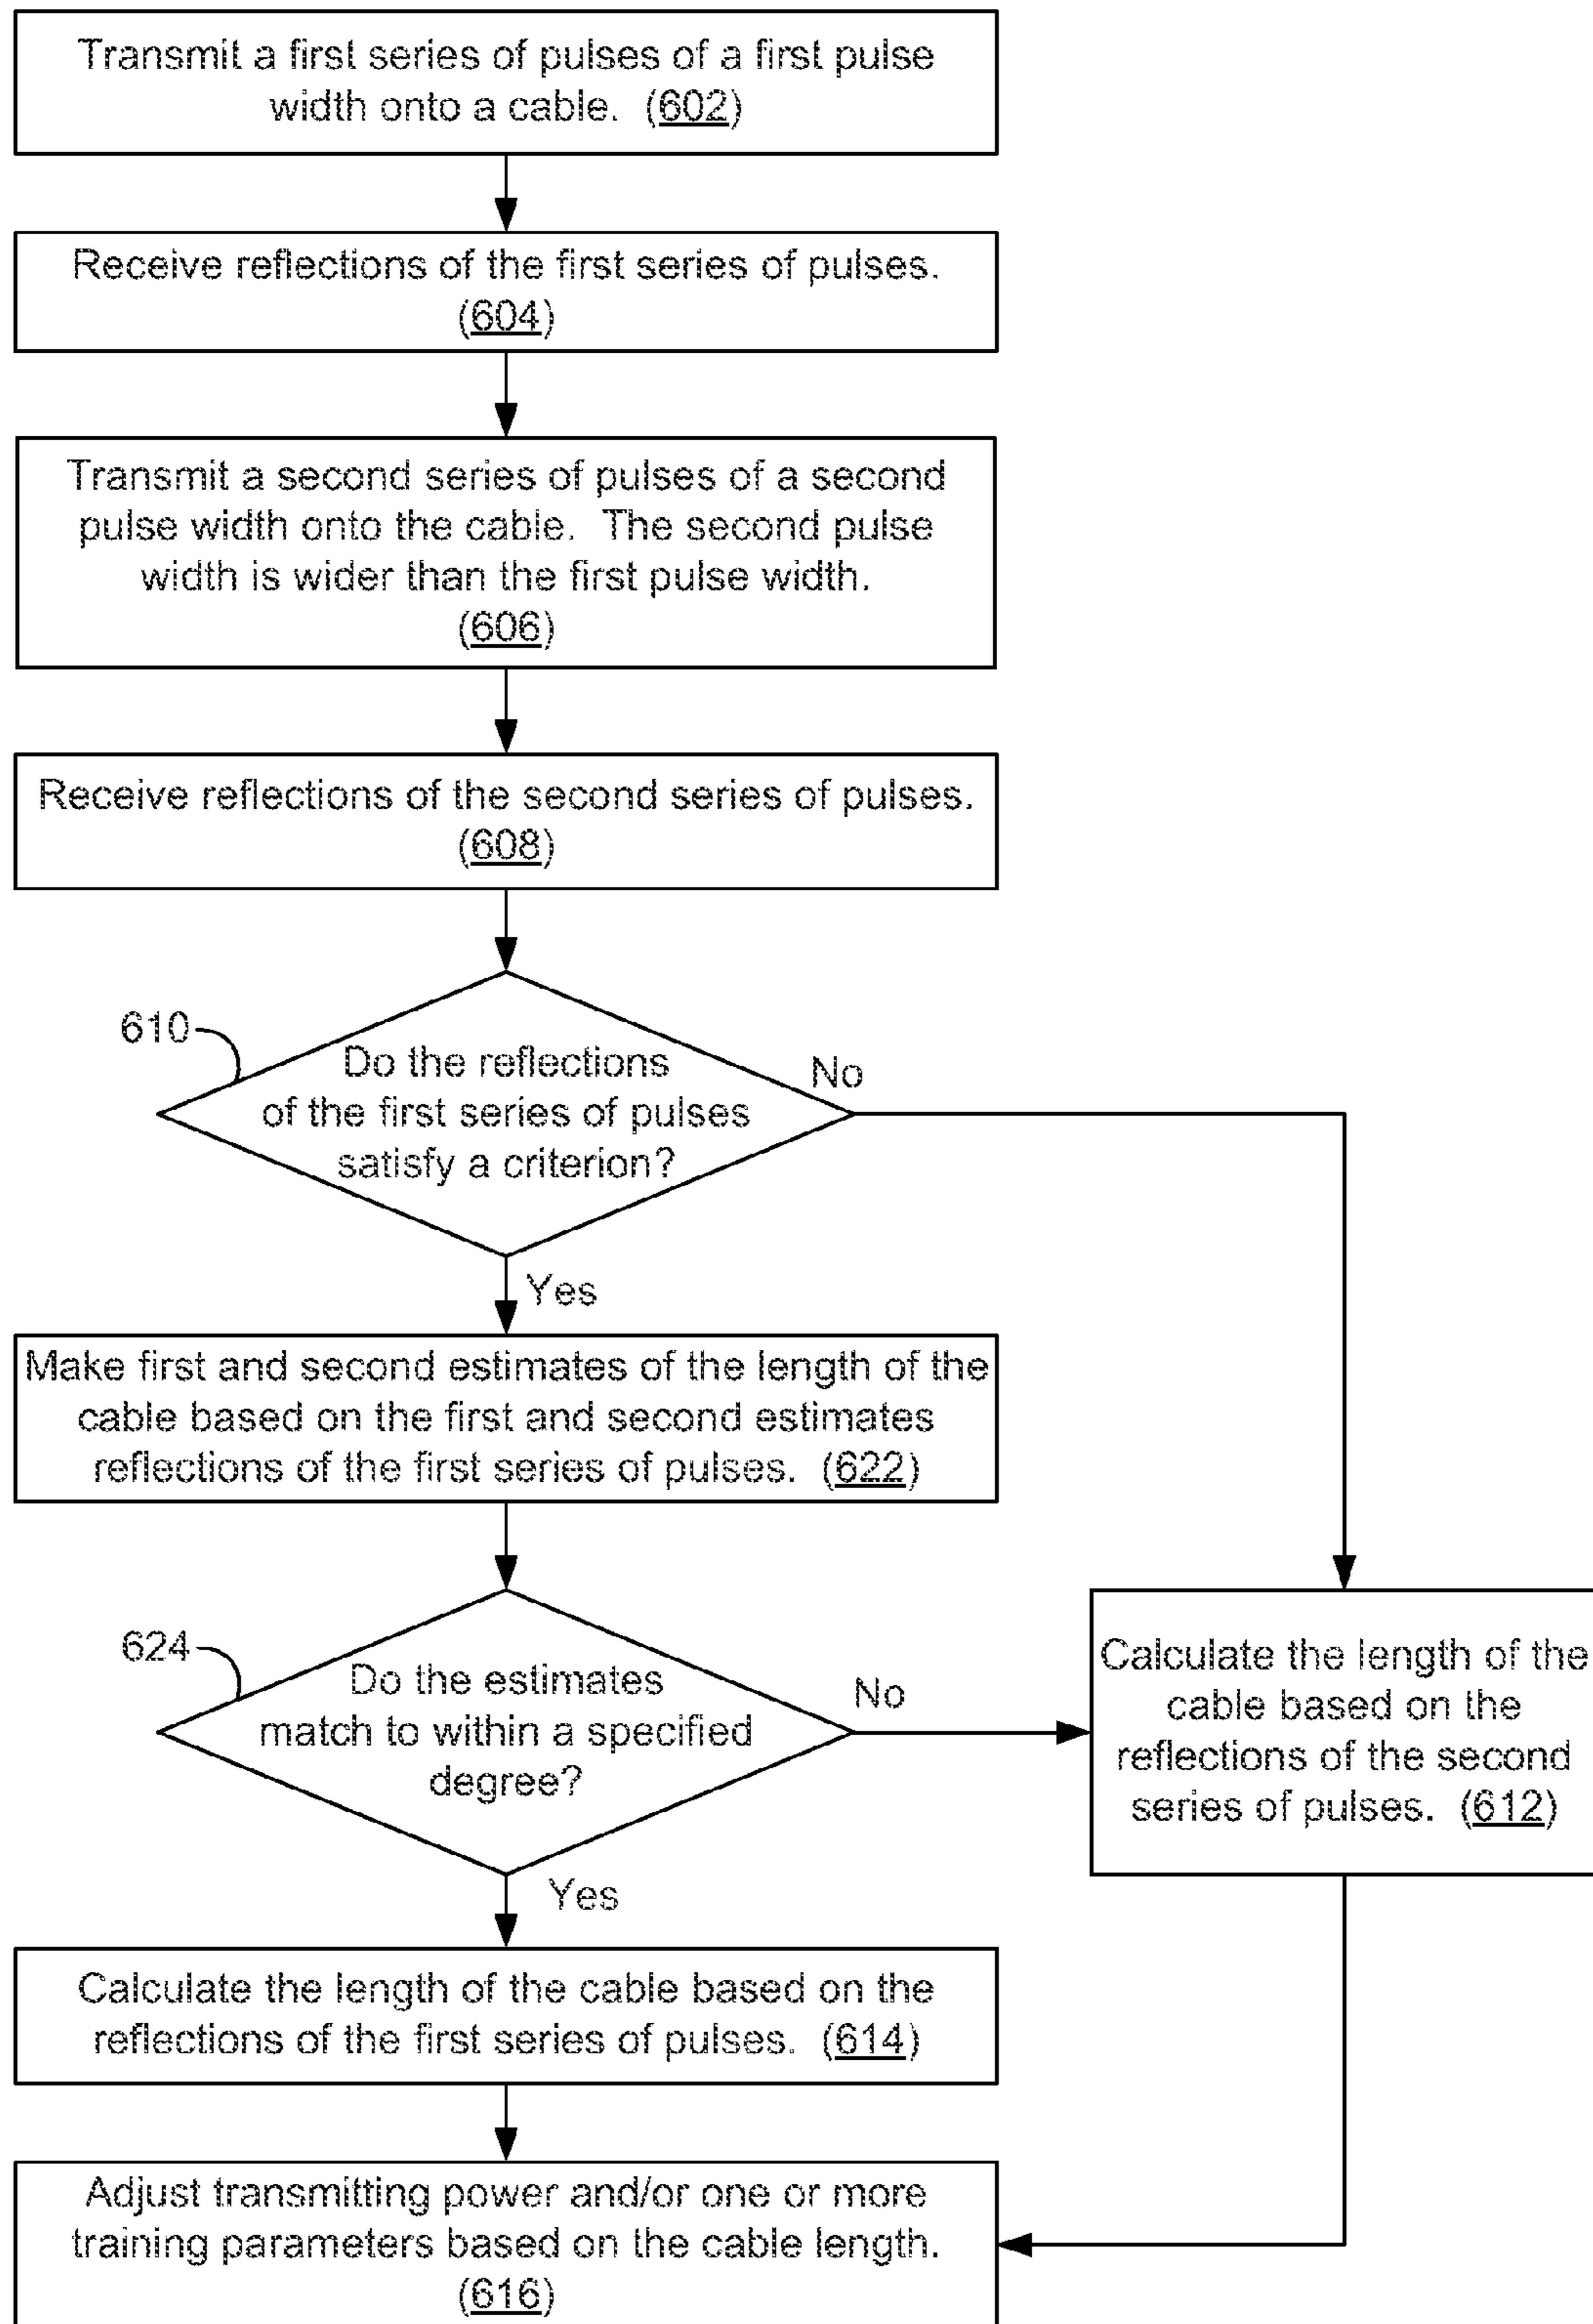 Transmit a first series of pulses of a first pulse
width onto a cable. (602)
Receive reflections of the first series of pulses.
(604)
Transmit a second series of pulses of a second
pulse width onto the cable. The second pulse
width is wider than the first pulse width.
(606)
Receive reflections of the second series of pulses.
(608)
610
Do the reflections
of the first series of pulses
satisfy a criterion?
No
Yes
Make first and second estimates of the length of the
cable based on the first and second estimates
reflections of the first series of pulses. (622)
624
Do the estimates
match to within a specified
degree?
No
Yes
Calculate the length of the
cable based on the
reflections of the second
series of pulses. (612)
Calculate the length of the cable based on the
reflections of the first series of pulses. (614)
Adjust transmitting power and/or one or more
training parameters based on the cable length.
(616)